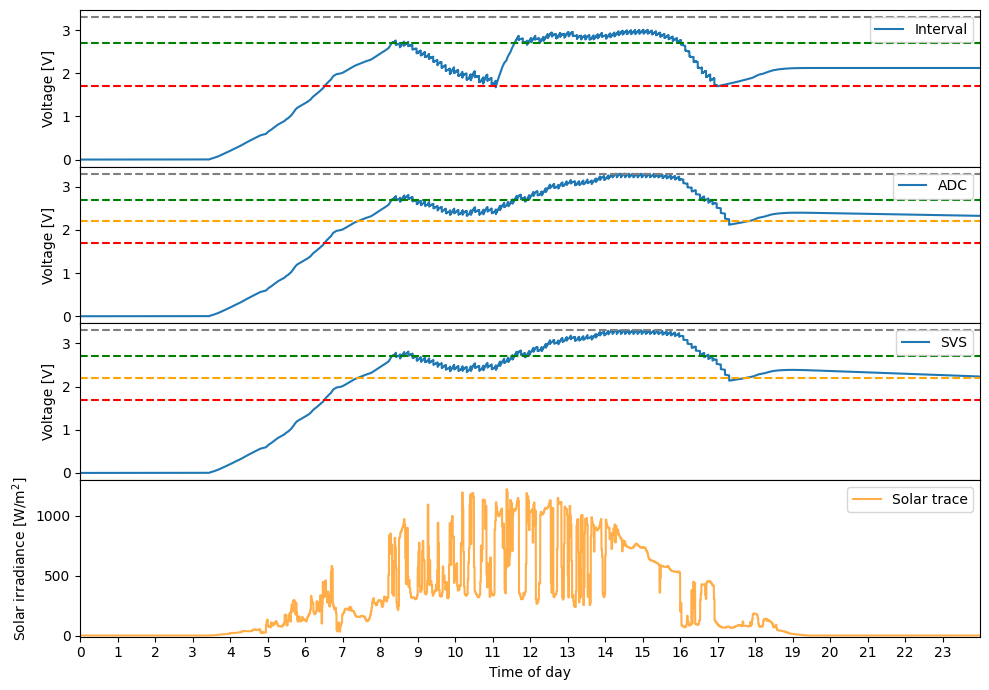 Voltage [V]
3
2
1
0
Interval
Voltage [V]
3
2
1
0
ADC
Voltage [V]
3
2
1
0
SVS
Solar irradiance [W/m²]
1000
500
0
Solar trace
0 1 2 3 4 5 6 7 8 9 10 11 12 13 14 15 16 17 18 19 20 21 22 23
Time of day